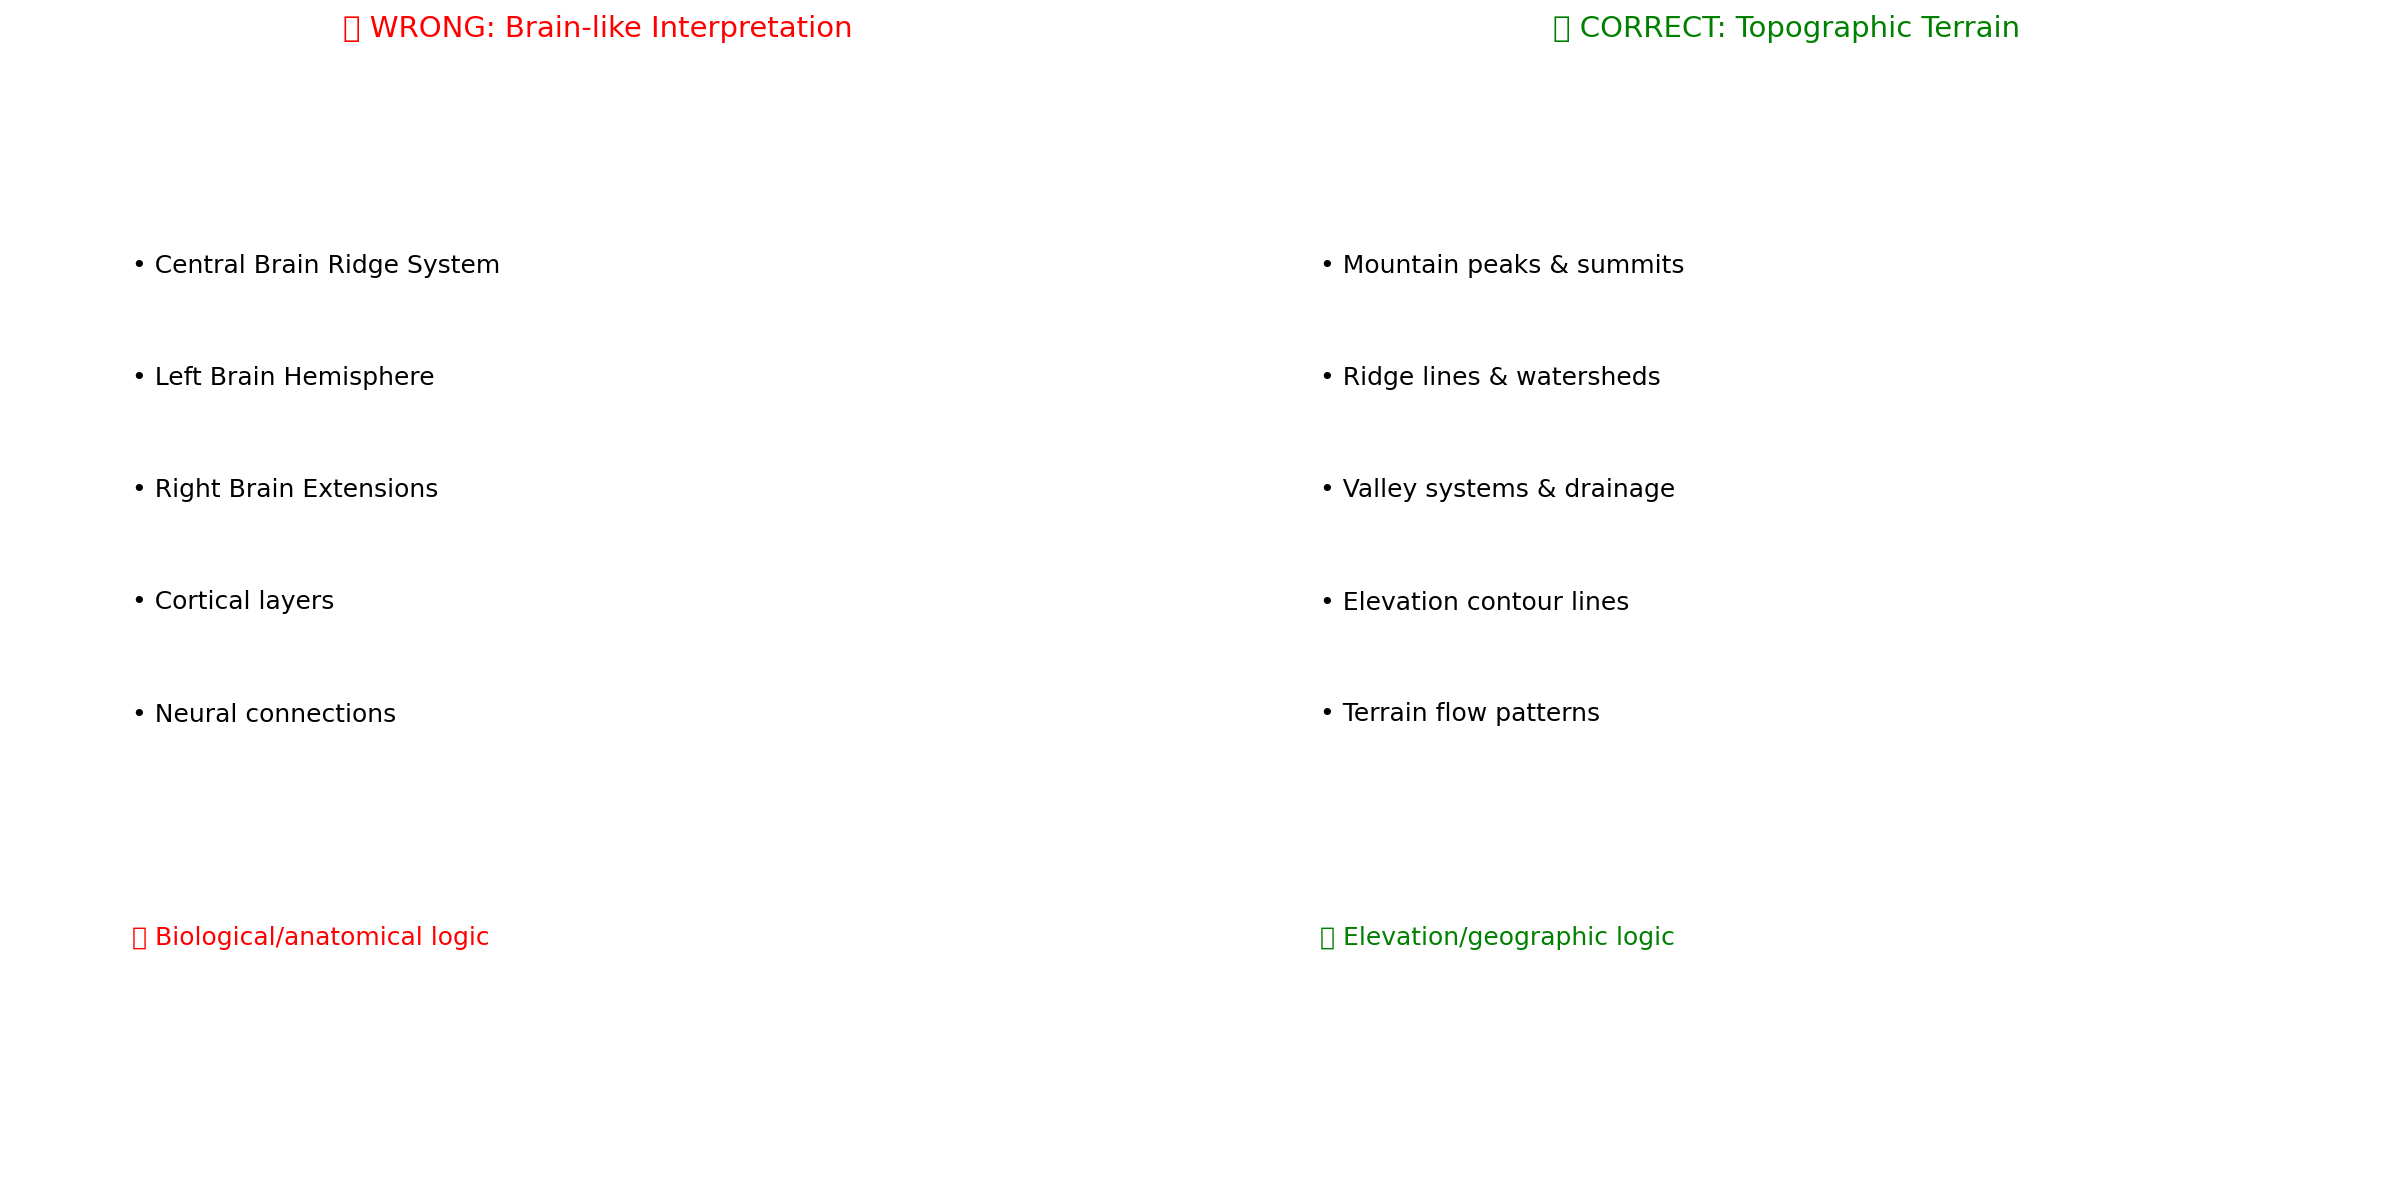 WRONG: Brain-like Interpretation
• Central Brain Ridge System
• Left Brain Hemisphere
• Right Brain Extensions
• Cortical layers
• Neural connections
Biological/anatomical logic
CORRECT: Topographic Terrain
• Mountain peaks & summits
• Ridge lines & watersheds
• Valley systems & drainage
• Elevation contour lines
• Terrain flow patterns
Elevation/geographic logic